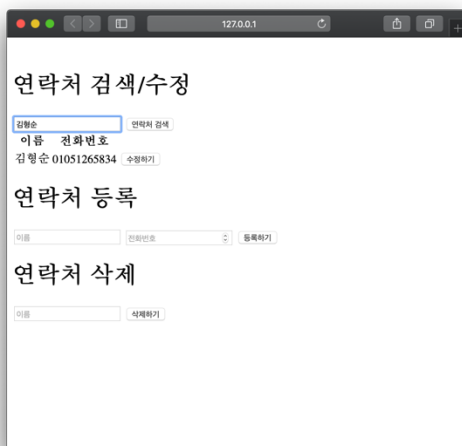 127.0.0.1
연락처 검색/수정
김형순 연락처 검색
이름 전화번호
김형순 01051265834 수정하기
연락처 등록
이름 전화번호 등록하기
연락처 삭제
이름 삭제하기